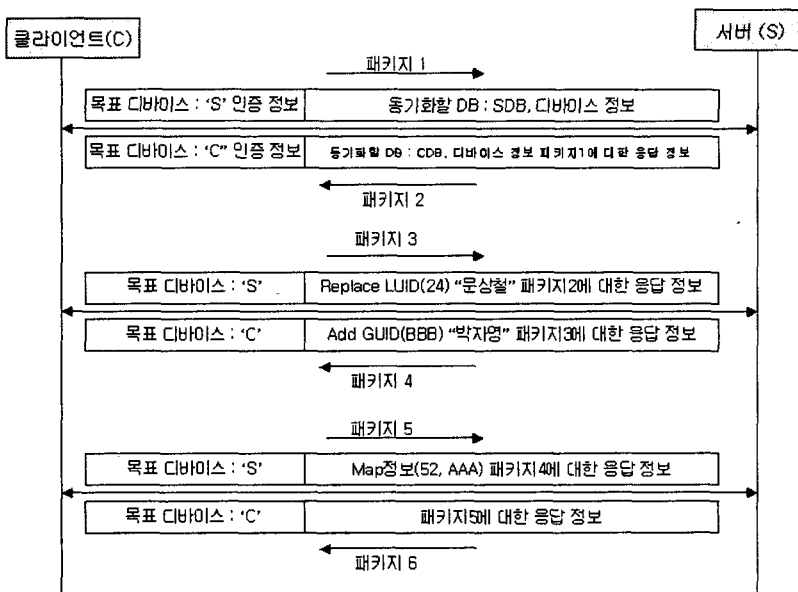 클라이언트(C)
서버 (S)
패키지 1
목표 디바이스 : ‘S’ 인증 정보
동기화할 DB : SDB, 디바이스 정보
목표 디바이스 : ‘C” 인증 정보
동기화할 DB : CDB, 디바이스 정보 패키지1에 대한 응답 정보
패키지 2
패키지 3
목표 디바이스 : ‘S’
Replace LUID(24) “문상철” 패키지2에 대한 응답 정보
목표 디바이스 : ‘C’
Add GUID(BBB) “박자영” 패키지3에 대한 응답 정보
패키지 4
패키지 5
목표 디바이스 : ‘S’
Map정보(52, AAA) 패키지4에 대한 응답 정보
목표 디바이스 : ‘C’
패키지5에 대한 응답 정보
패키지 6